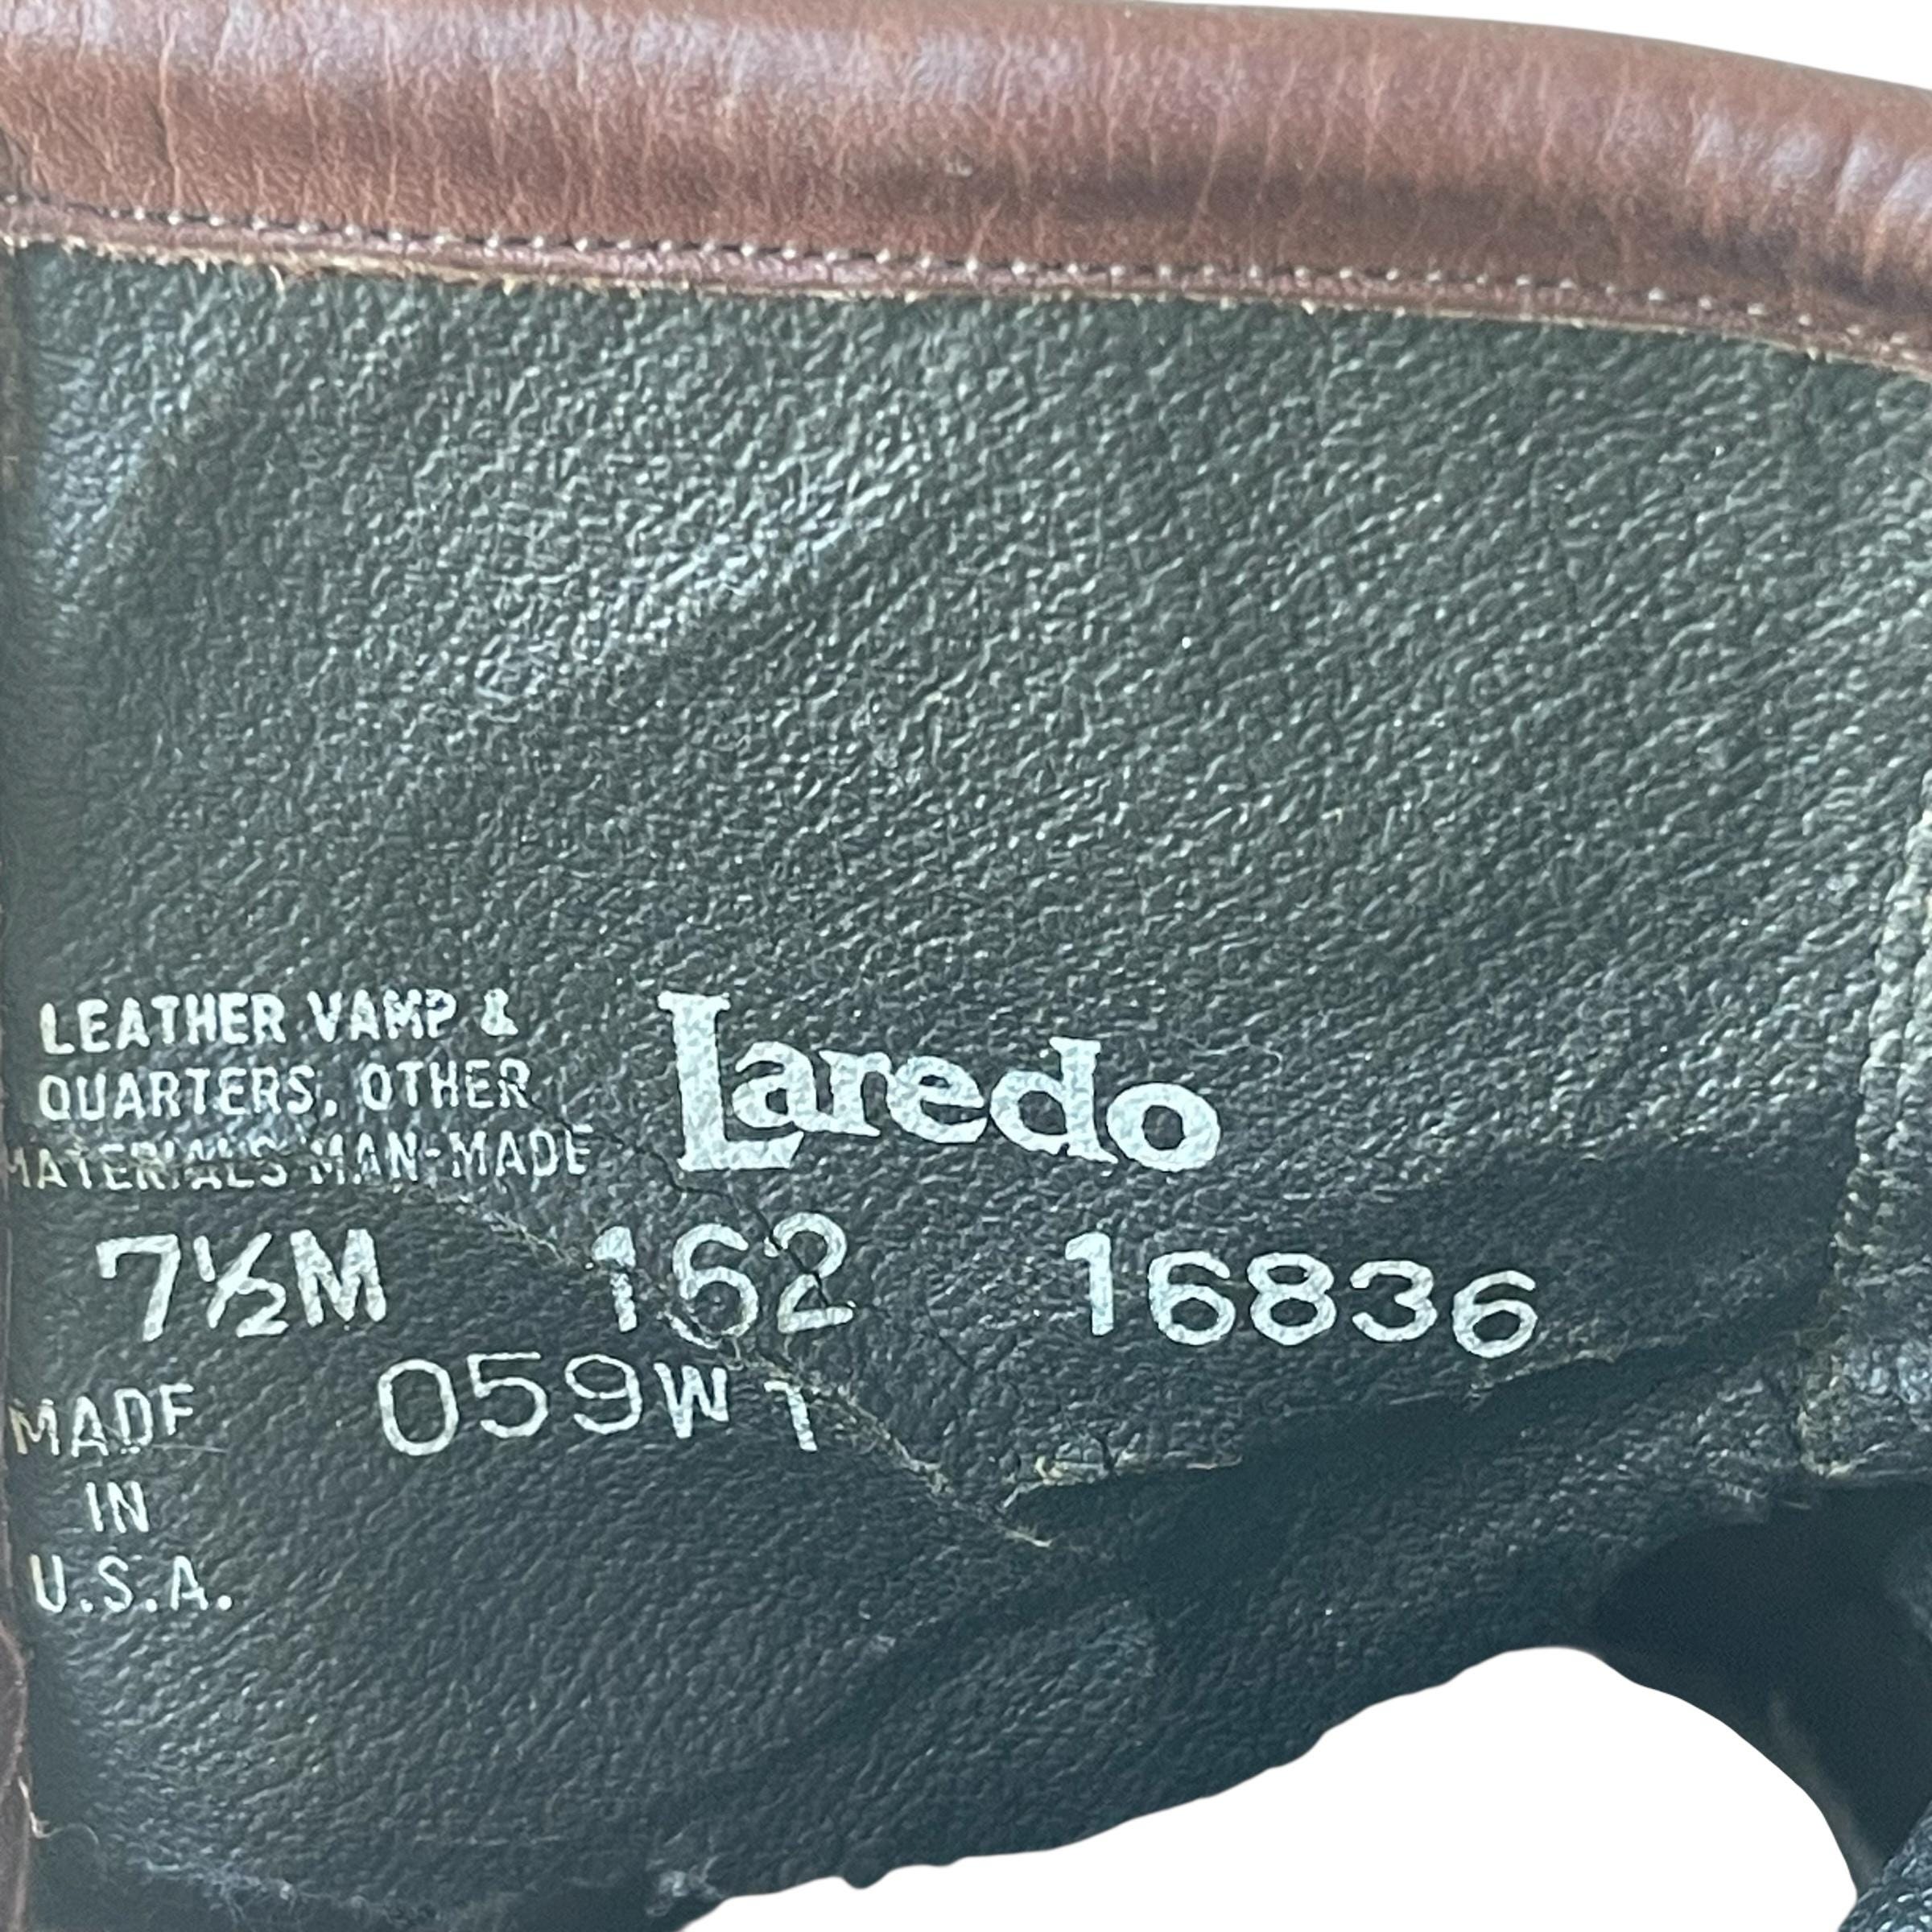 LEATHER VAMP &
QUARTERS, OTHER
MATERIALS MAN-MADE
Laredo
7½M 162 16836
059W1
MADE
IN
U.S.A.